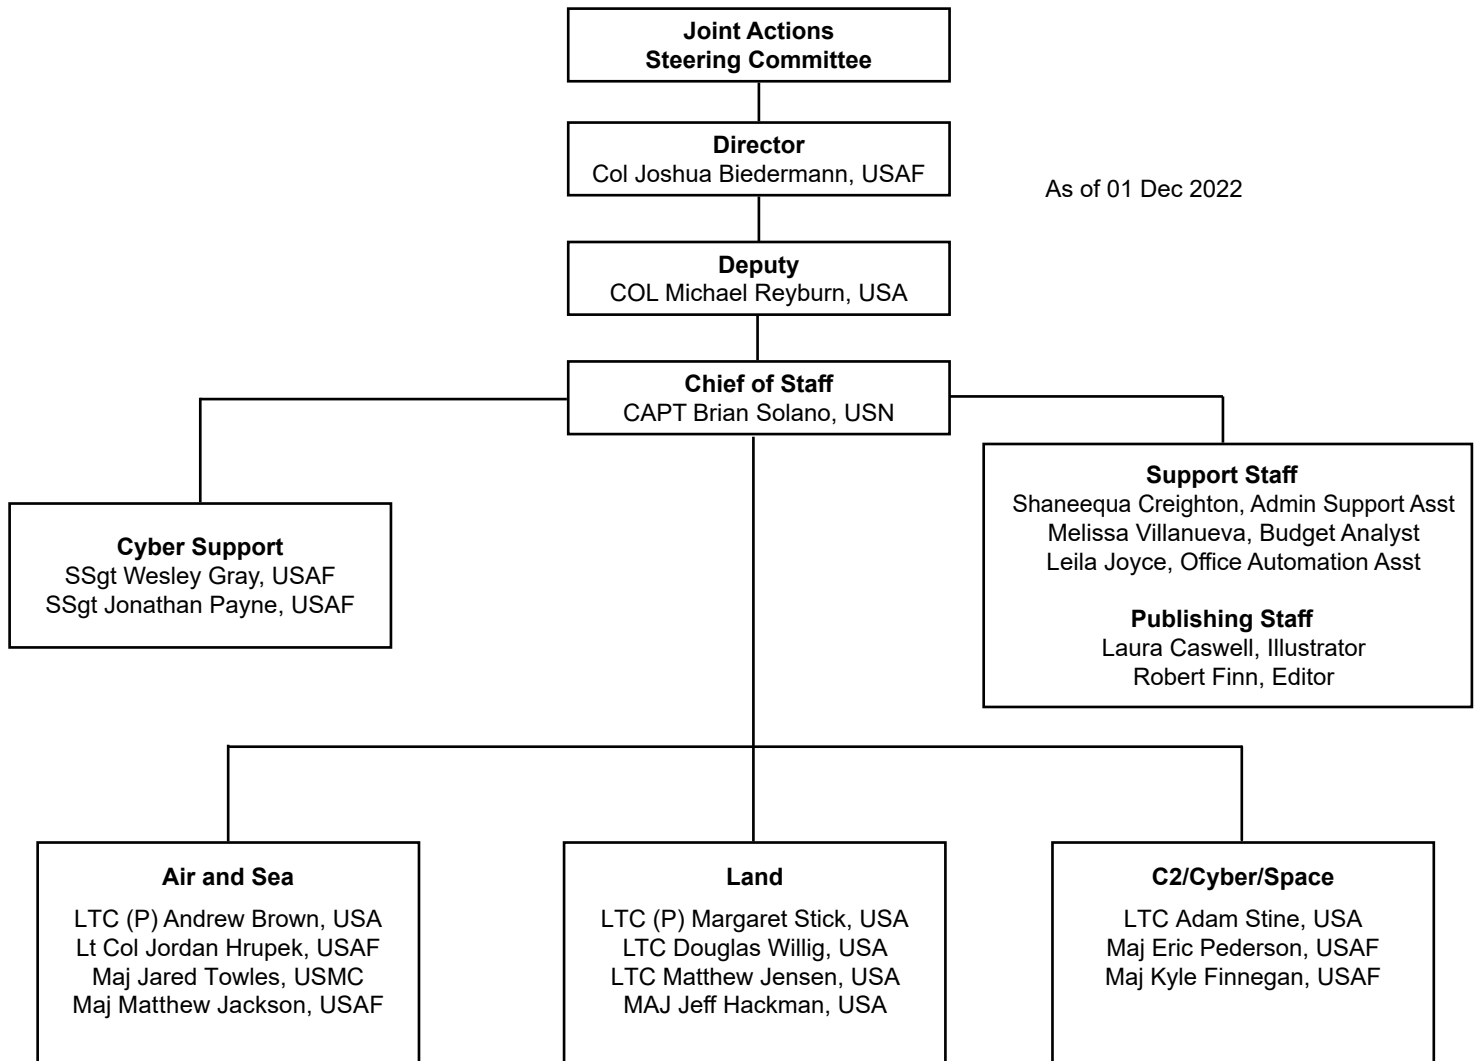 Joint Actions
Steering Committee
Director
Col Joshua Biedermann, USAF
As of 01 Dec 2022
Deputy
COL Michael Reyburn, USA
Chief of Staff
CAPT Brian Solano, USN
Cyber Support
SSgt Wesley Gray, USAF
SSgt Jonathan Payne, USAF
Support Staff
Shaneequa Creighton, Admin Support Asst
Melissa Villanueva, Budget Analyst
Leila Joyce, Office Automation Asst
Publishing Staff
Laura Caswell, Illustrator
Robert Finn, Editor
Air and Sea
LTC (P) Andrew Brown, USA
Lt Col Jordan Hrupek, USAF
Maj Jared Towles, USMC
Maj Matthew Jackson, USAF
Land
LTC (P) Margaret Stick, USA
LTC Douglas Willig, USA
LTC Matthew Jensen, USA
MAJ Jeff Hackman, USA
C2/Cyber/Space
LTC Adam Stine, USA
Maj Eric Pederson, USAF
Maj Kyle Finnegan, USAF